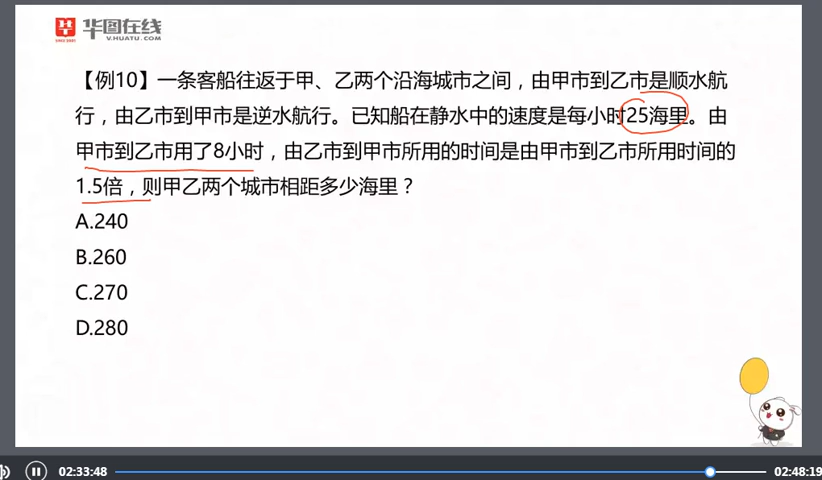 华图在线
SINCE 2001
V.HUATU.COM
【例10】一条客船往返于甲、乙两个沿海城市之间，由甲市到乙市是顺水航
行，由乙市到甲市是逆水航行。已知船在静水中的速度是每小时25海里。由
甲市到乙市用了8小时，由乙市到甲市所用的时间是由甲市到乙市所用时间的
1.5倍，则甲乙两个城市相距多少海里？
A.240
B.260
C.270
D.280
02:33:48
02:48:19